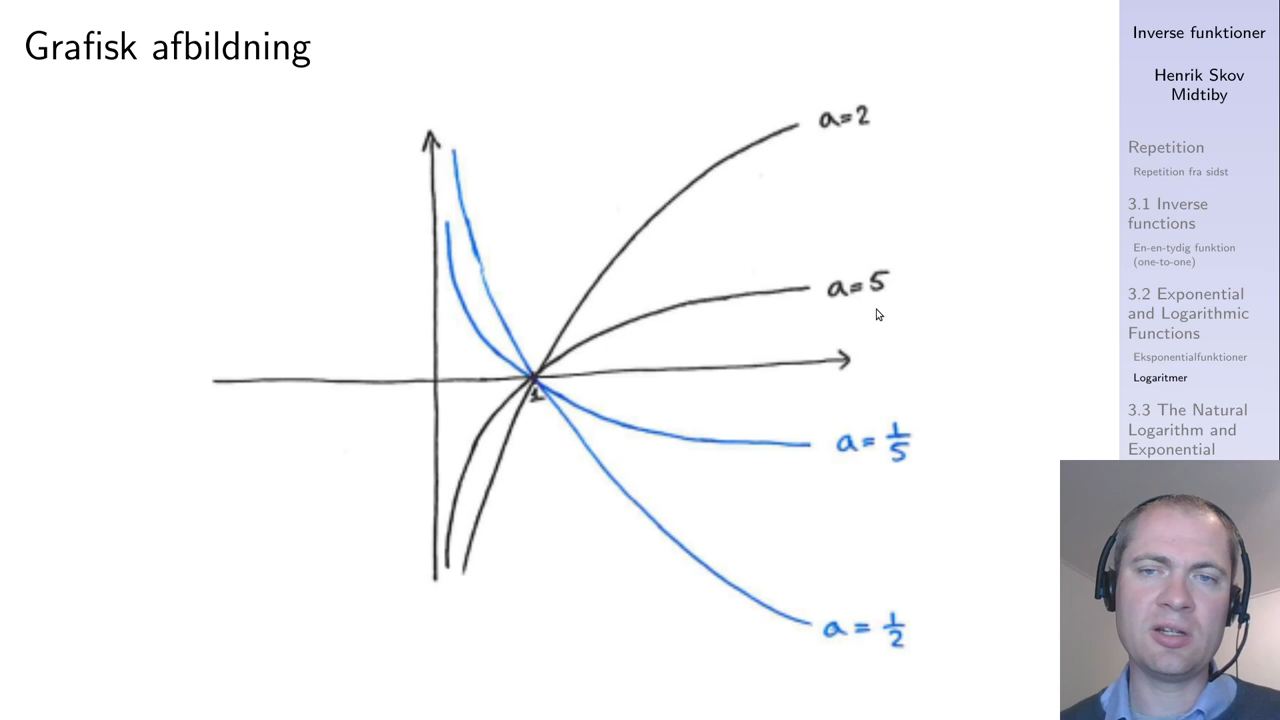 Grafisk afbildning
a=2
a=5
1
a= 1/5
a= 1/2
Inverse funktioner
Henrik Skov
Midtiby
Repetition
Repetition fra sidst
3.1 Inverse
functions
En-en-tydig funktion
(one-to-one)
3.2 Exponential
and Logarithmic
Functions
Eksponentialfunktioner
Logaritmer
3.3 The Natural
Logarithm and
Exponential